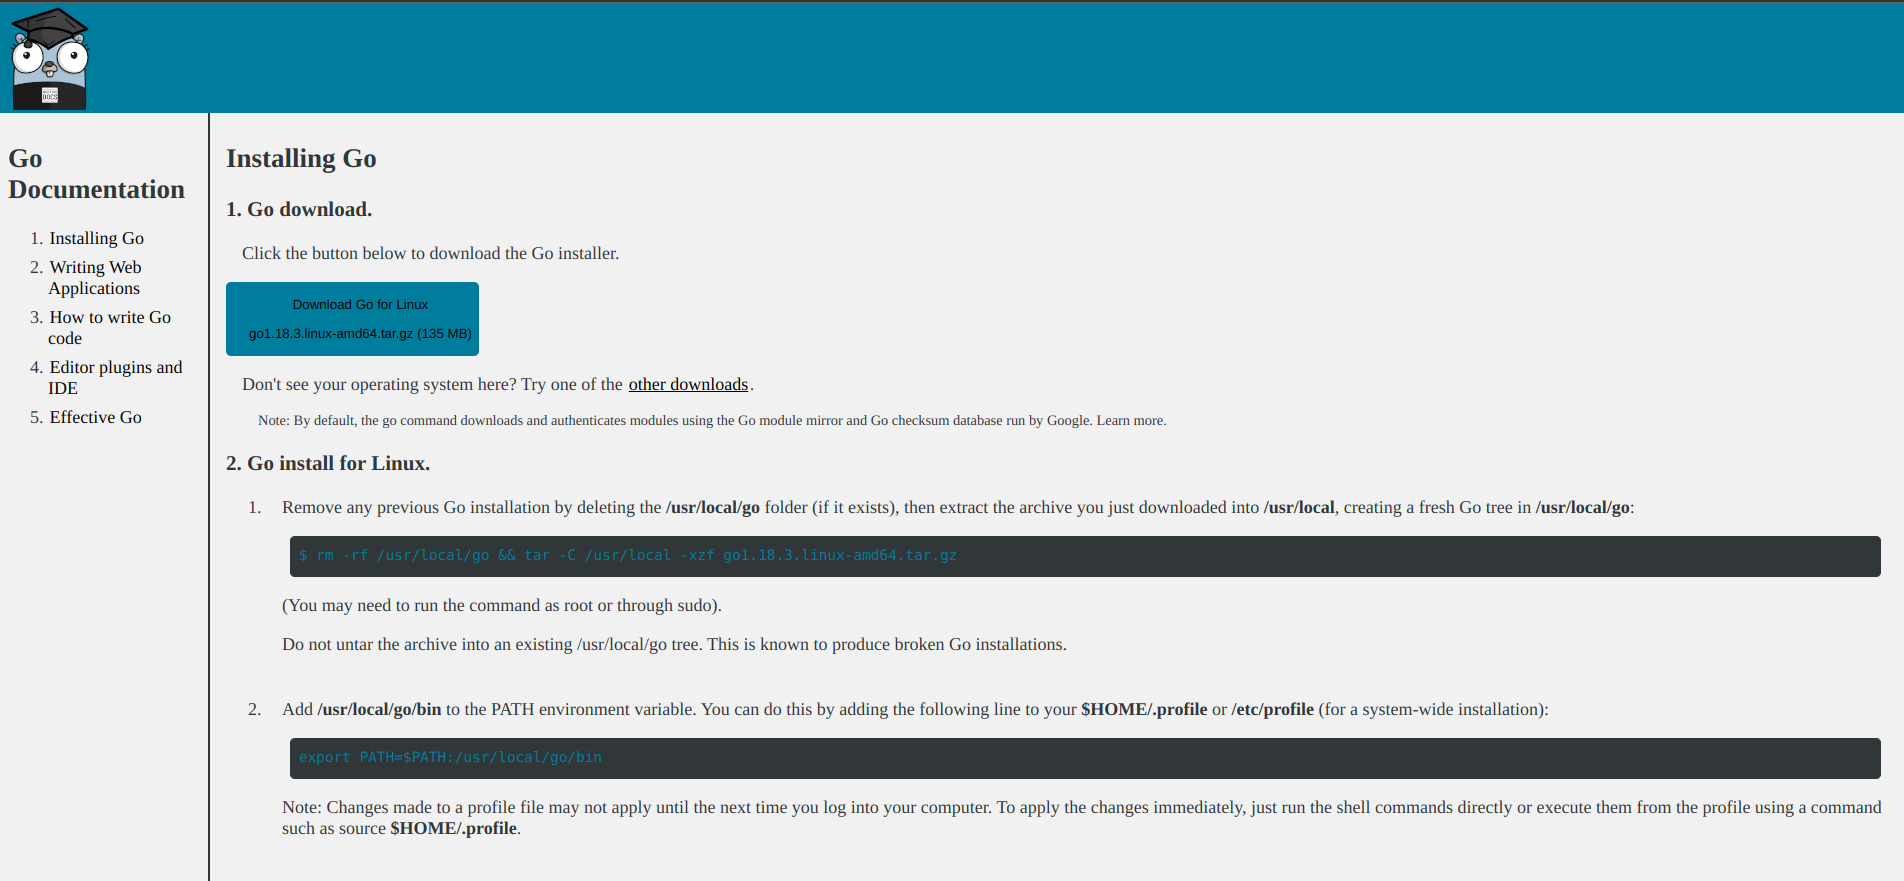 DOCS
Go
Documentation
1. Installing Go
2. Writing Web
Applications
3. How to write Go
code
4. Editor plugins and
IDE
5. Effective Go
Installing Go
1. Go download.
Click the button below to download the Go installer.
Download Go for Linux
go1.18.3.linux-amd64.tar.gz (135 MB)
Don't see your operating system here? Try one of the other downloads.
Note: By default, the go command downloads and authenticates modules using the Go module mirror and Go checksum database run by Google. Learn more.
2. Go install for Linux.
1. Remove any previous Go installation by deleting the /usr/local/go folder (if it exists), then extract the archive you just downloaded into /usr/local, creating a fresh Go tree in /usr/local/go:
$ rm -rf /usr/local/go && tar -C /usr/local -xzf go1.18.3.linux-amd64.tar.gz
(You may need to run the command as root or through sudo).
Do not untar the archive into an existing /usr/local/go tree. This is known to produce broken Go installations.
2. Add /usr/local/go/bin to the PATH environment variable. You can do this by adding the following line to your $HOME/.profile or /etc/profile (for a system-wide installation):
export PATH=$PATH:/usr/local/go/bin
Note: Changes made to a profile file may not apply until the next time you log into your computer. To apply the changes immediately, just run the shell commands directly or execute them from the profile using a command
such as source $HOME/.profile.